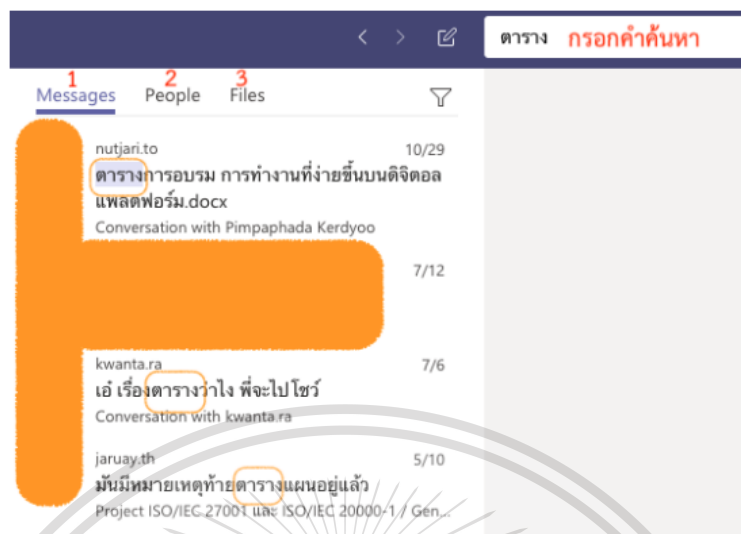 ตาราง กรอกคำค้นหา
1 2 3
Messages People Files
nutjari.to 10/29
ตารางการอบรม การทำงานที่ง่ายขึ้นบนดิจิตอล
แพลตฟอร์ม.docx
Conversation with Pimpaphada Kerdyoo
7/12
kwanta.ra 7/6
เอ๋ เรื่องตารางว่าไง พี่จะไปโชว์
Conversation with kwanta.ra
jaruay.th 5/10
มันมีหมายเหตุท้ายตารางแผนอยู่แล้ว
Project ISO/IEC 27001 และ ISO/IEC 20000-1 / Gen...